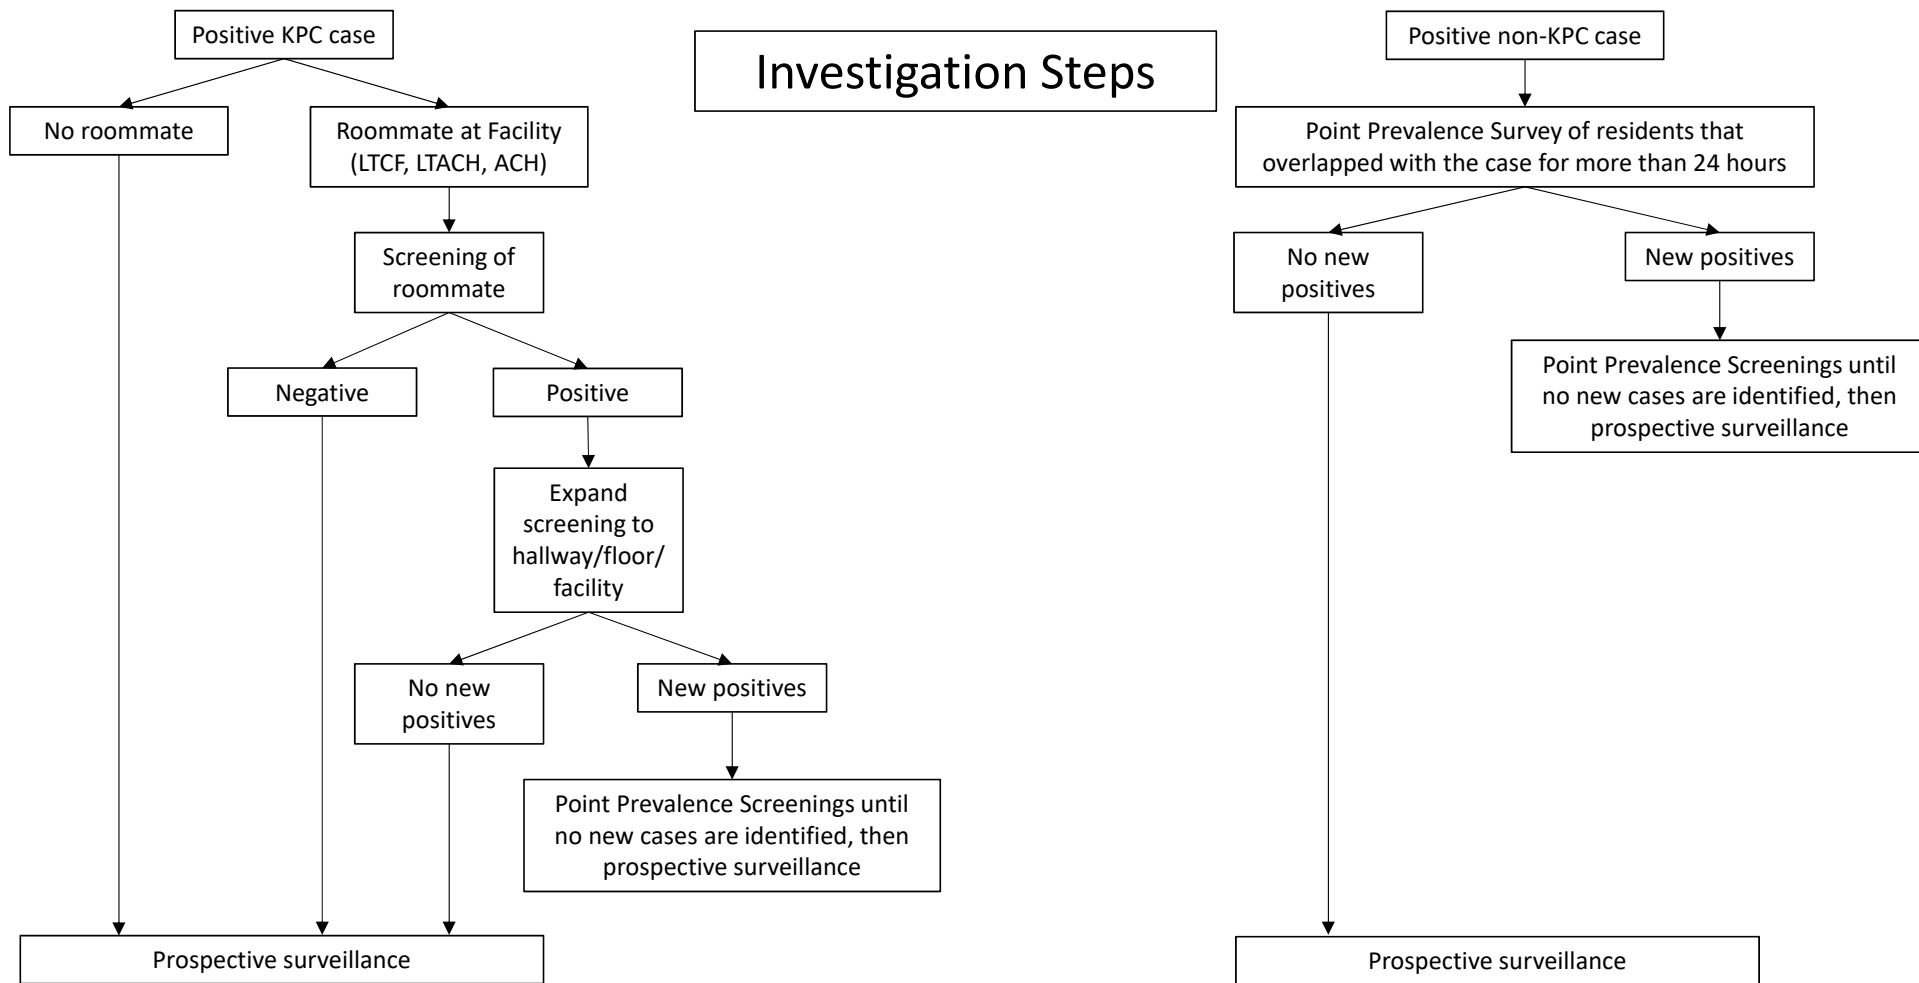 Investigation Steps
Positive KPC case
No roommate
Roommate at Facility
(LTCF, LTACH, ACH)
Screening of
roommate
Negative
Positive
Expand
screening to
hallway/floor/
facility
No new
positives
New positives
Point Prevalence Screenings until
no new cases are identified, then
prospective surveillance
Prospective surveillance
Positive non-KPC case
Point Prevalence Survey of residents that
overlapped with the case for more than 24 hours
No new
positives
New positives
Point Prevalence Screenings until
no new cases are identified, then
prospective surveillance
Prospective surveillance